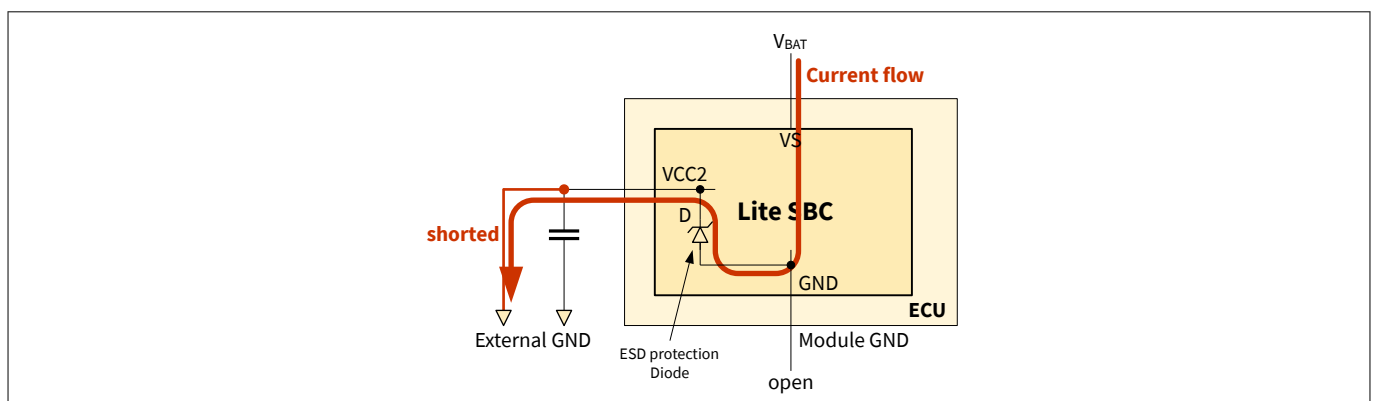 VBAT
Current flow
VS
VCC2
D
Lite SBC
shorted
GND
ECU
External GND
Module GND
ESD protection
Diode
open